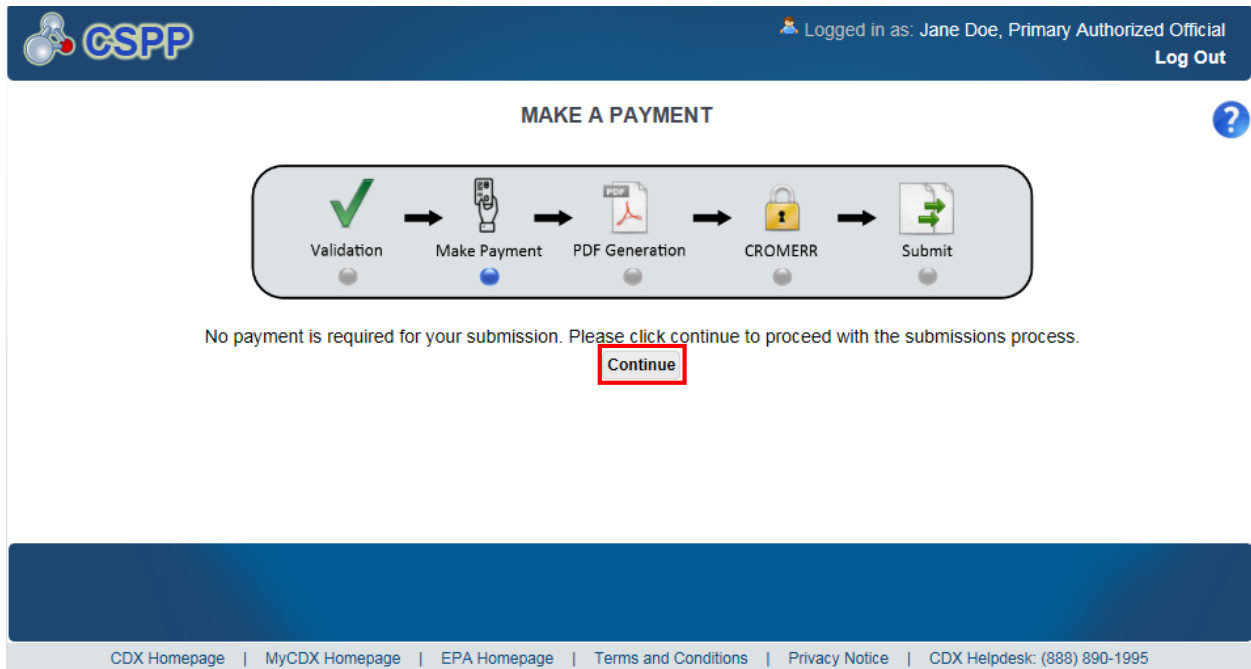 CSPP
Logged in as: Jane Doe, Primary Authorized Official
Log Out
MAKE A PAYMENT
?
PDF
Validation
Make Payment
PDF Generation
CROMERR
Submit
No payment is required for your submission. Please click continue to proceed with the submissions process.
Continue
CDX Homepage | MyCDX Homepage | EPA Homepage | Terms and Conditions | Privacy Notice | CDX Helpdesk: (888) 890-1995